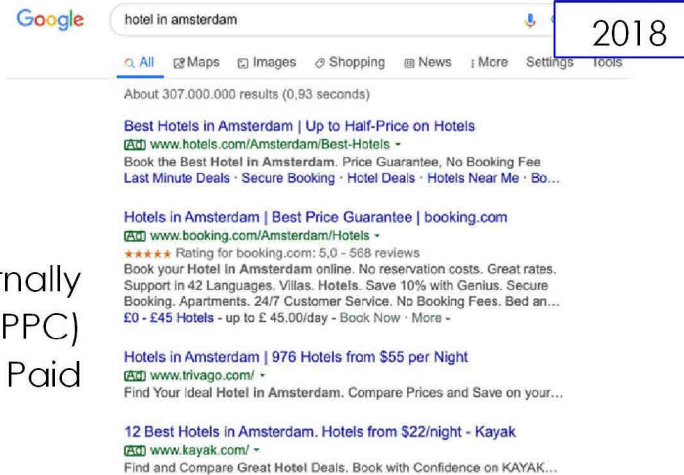 Google
hotel in amsterdam
2018
All Maps Images Shopping News More Settings Tools
About 307.000.000 results (0,93 seconds)
Best Hotels in Amsterdam | Up to Half-Price on Hotels
Ad www.hotels.com/Amsterdam/Best-Hotels
Book the Best Hotel in Amsterdam. Price Guarantee, No Booking Fee
Last Minute Deals · Secure Booking · Hotel Deals · Hotels Near Me · Bo...
Hotels in Amsterdam | Best Price Guarantee | booking.com
Ad www.booking.com/Amsterdam/Hotels
★★★★★ Rating for booking.com: 5,0 - 568 reviews
Book your Hotel in Amsterdam online. No reservation costs. Great rates.
Support in 42 Languages. Villas. Hotels. Save 10% with Genius. Secure
Booking. Apartments. 24/7 Customer Service. No Booking Fees. Bed an...
£0 - £45 Hotels - up to £ 45.00/day - Book Now · More -
rnally
PPC)
Paid
Hotels in Amsterdam | 976 Hotels from $55 per Night
Ad www.trivago.com/
Find Your Ideal Hotel in Amsterdam. Compare Prices and Save on your...
12 Best Hotels in Amsterdam. Hotels from $22/night - Kayak
Ad www.kayak.com/
Find and Compare Great Hotel Deals. Book with Confidence on KAYAK...